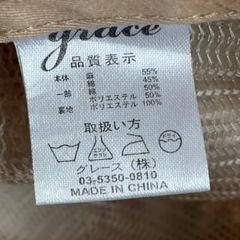 grace
品質表示
本体 麻 55%
綿 45%
一部 綿 50%
ポリエステル 50%
裏地 ポリエステル 100%
取扱い方
グレース(株)
03-5350-0810
MADE IN CHINA